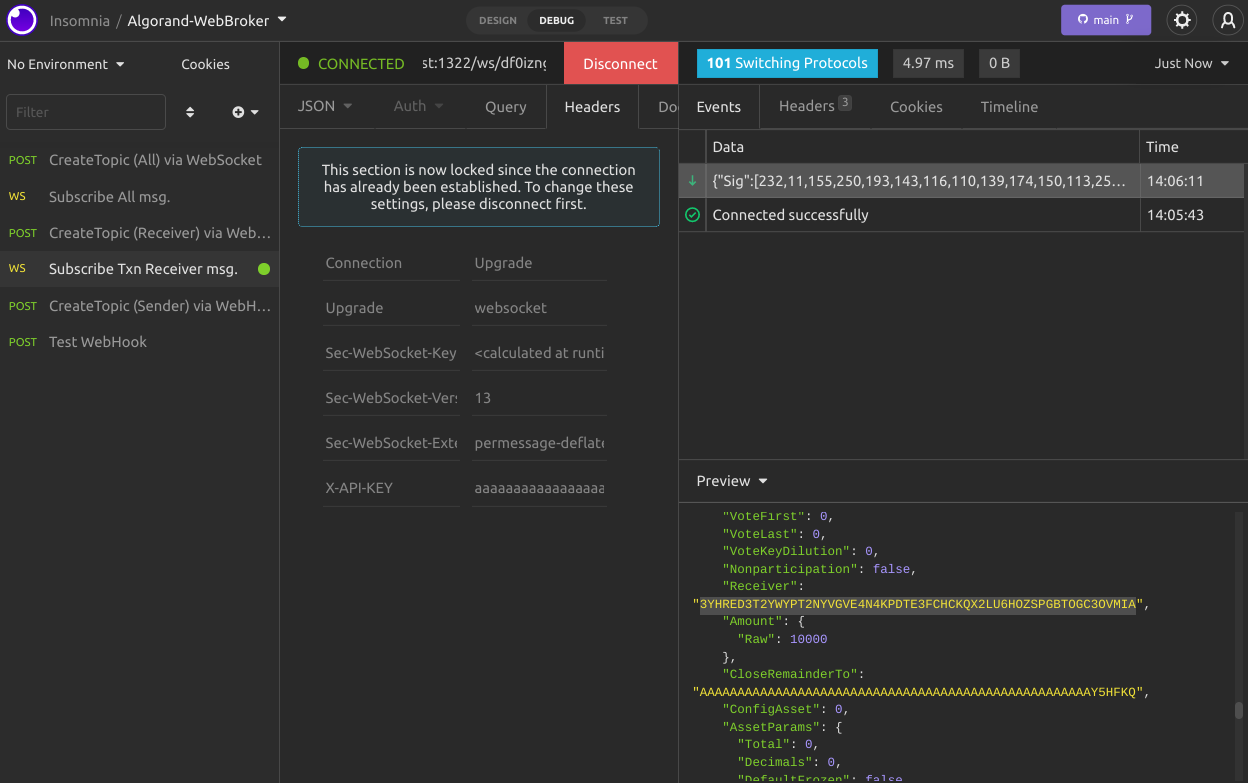 Insomnia / Algorand-WebBroker
DESIGN DEBUG TEST
main
No Environment
Cookies
Filter
POST CreateTopic (All) via WebSocket
WS Subscribe All msg.
POST CreateTopic (Receiver) via Web…
WS Subscribe Txn Receiver msg.
POST CreateTopic (Sender) via WebH…
POST Test WebHook
CONNECTED st:1322/ws/df0izng Disconnect
JSON Auth Query Headers Do
This section is now locked since the connection
has already been established. To change these
settings, please disconnect first.
Connection Upgrade
Upgrade websocket
Sec-WebSocket-Key <calculated at runti
Sec-WebSocket-Vers 13
Sec-WebSocket-Exte permessage-deflate
X-API-KEY aaaaaaaaaaaaaaaaa
101 Switching Protocols 4.97 ms 0 B Just Now
Events Headers 3 Cookies Timeline
Data Time
{"Sig":[232,11,155,250,193,143,116,110,139,174,150,113,25… 14:06:11
Connected successfully 14:05:43
Preview
"VoteFirst": 0,
"VoteLast": 0,
"VoteKeyDilution": 0,
"Nonparticipation": false,
"Receiver":
"3YHRED3T2YWYPT2NYVGVE4N4KPDTE3FCHCKQX2LU6HOZSPGBTOGC3OVMIA",
"Amount": {
"Raw": 10000
},
"CloseRemainderTo":
"AAAAAAAAAAAAAAAAAAAAAAAAAAAAAAAAAAAAAAAAAAAAAAAAAAAAY5HFKQ",
"ConfigAsset": 0,
"AssetParams": {
"Total": 0,
"Decimals": 0,
"DefaultFrozen": false